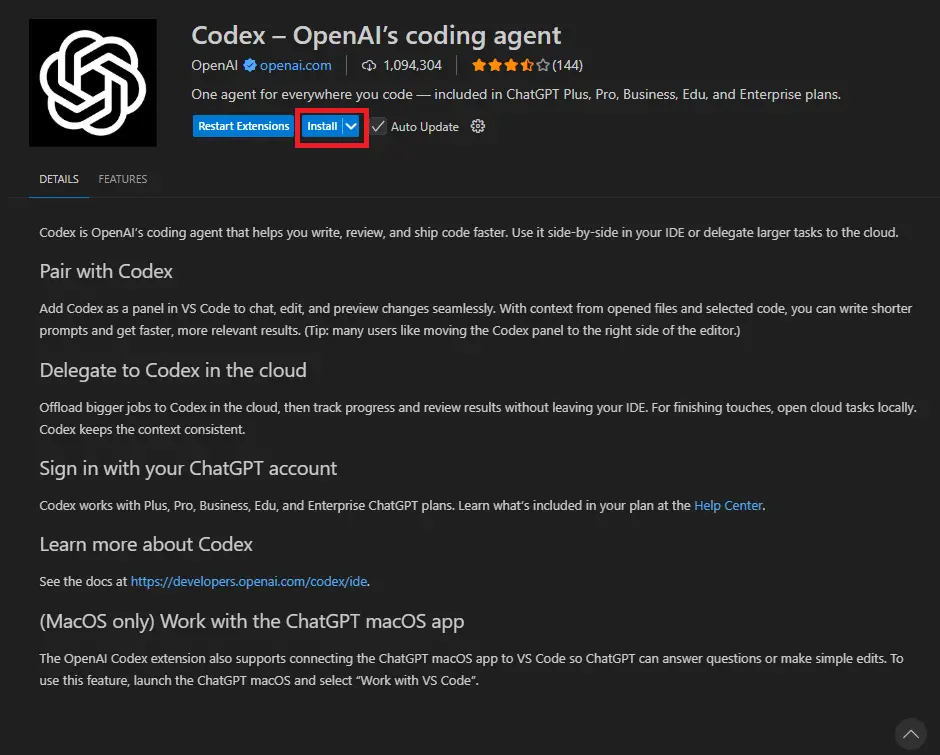 Codex – OpenAI’s coding agent
OpenAI openai.com 1,094,304 (144)
One agent for everywhere you code — included in ChatGPT Plus, Pro, Business, Edu, and Enterprise plans.
Restart Extensions Install Auto Update
DETAILS FEATURES
Codex is OpenAI’s coding agent that helps you write, review, and ship code faster. Use it side-by-side in your IDE or delegate larger tasks to the cloud.
Pair with Codex
Add Codex as a panel in VS Code to chat, edit, and preview changes seamlessly. With context from opened files and selected code, you can write shorter
prompts and get faster, more relevant results. (Tip: many users like moving the Codex panel to the right side of the editor.)
Delegate to Codex in the cloud
Offload bigger jobs to Codex in the cloud, then track progress and review results without leaving your IDE. For finishing touches, open cloud tasks locally.
Codex keeps the context consistent.
Sign in with your ChatGPT account
Codex works with Plus, Pro, Business, Edu, and Enterprise ChatGPT plans. Learn what’s included in your plan at the Help Center.
Learn more about Codex
See the docs at https://developers.openai.com/codex/ide.
(MacOS only) Work with the ChatGPT macOS app
The OpenAI Codex extension also supports connecting the ChatGPT macOS app to VS Code so ChatGPT can answer questions or make simple edits. To
use this feature, launch the ChatGPT macOS and select “Work with VS Code”.